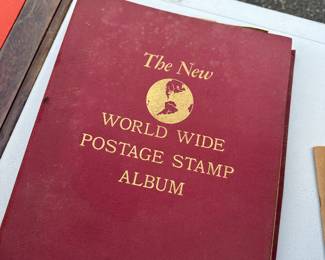 The New
WORLD WIDE
POSTAGE STAMP
ALBUM